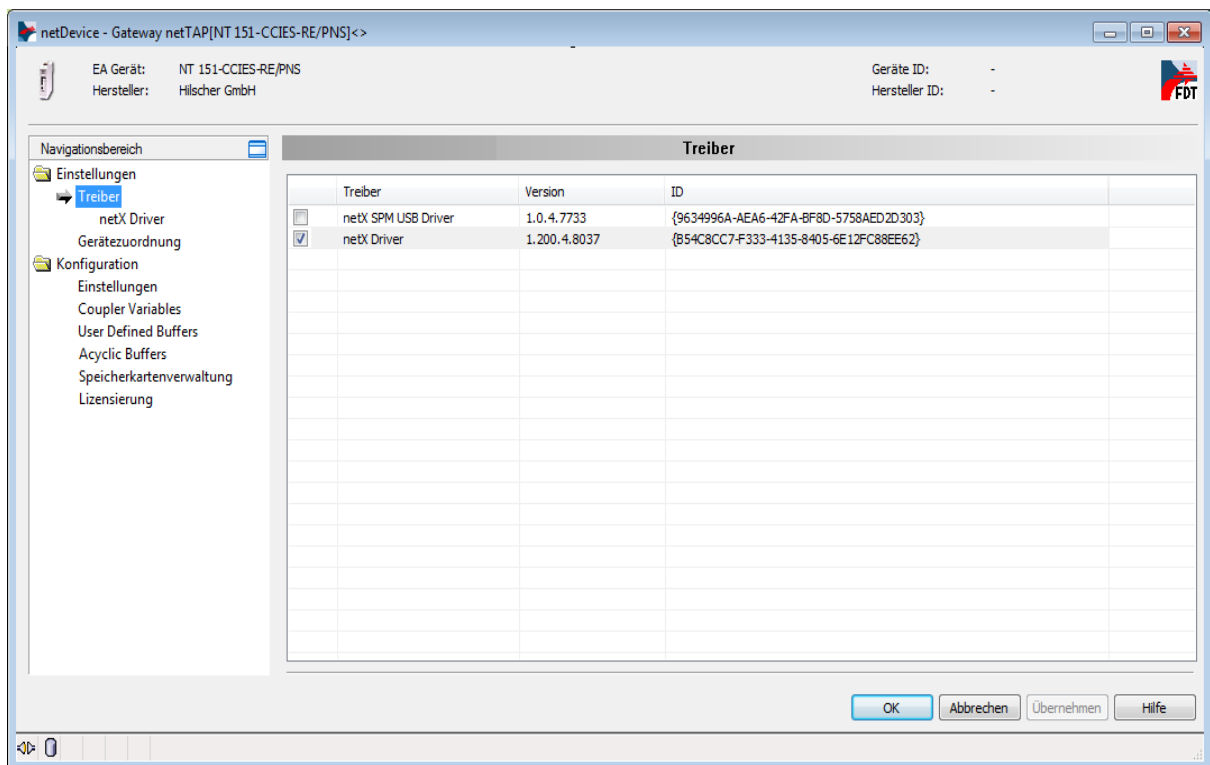 netDevice - Gateway netTAP[NT 151-CCIES-RE/PNS]<>
EA Gerät: NT 151-CCIES-RE/PNS Geräte ID: -
Hersteller: Hilscher GmbH Hersteller ID: -
FDT
Navigationsbereich
Einstellungen
Treiber
netX Driver
Gerätezuordnung
Konfiguration
Einstellungen
Coupler Variables
User Defined Buffers
Acyclic Buffers
Speicherkartenverwaltung
Lizensierung
Treiber
Treiber Version ID
netX SPM USB Driver 1.0.4.7733 {9634996A-AEA6-42FA-BF8D-5758AED2D303}
netX Driver 1.200.4.8037 {B54C8CC7-F333-4135-8405-6E12FC88EE62}
OK Abbrechen Übernehmen Hilfe